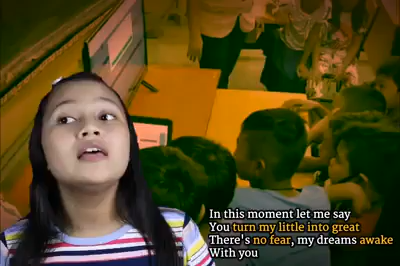 In this moment let me say
You turn my little into great
There's no fear, my dreams awake
With you